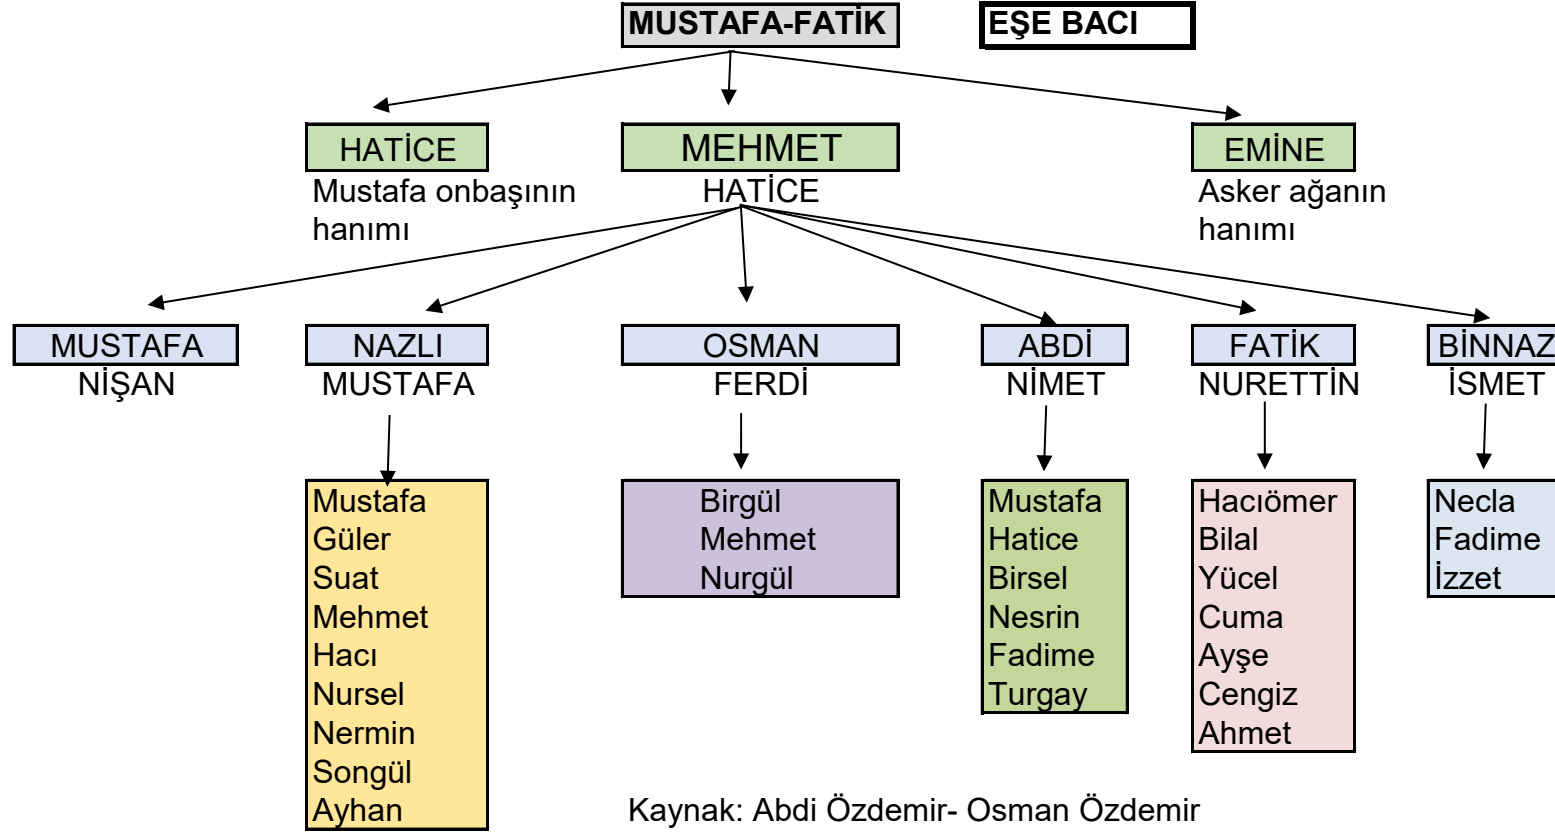 MUSTAFA-FATİK
EŞE BACI
HATİCE
Mustafa onbaşının
hanımı
MEHMET
HATİCE
EMİNE
Asker ağanın
hanımı
MUSTAFA
NİŞAN
NAZLI
MUSTAFA
OSMAN
FERDİ
ABDİ
NİMET
FATİK
NURETTİN
BİNNAZ
İSMET
Mustafa
Güler
Suat
Mehmet
Hacı
Nursel
Nermin
Songül
Ayhan
Birgül
Mehmet
Nurgül
Mustafa
Hatice
Birsel
Nesrin
Fadime
Turgay
Hacıömer
Bilal
Yücel
Cuma
Ayşe
Cengiz
Ahmet
Necla
Fadime
İzzet
Kaynak: Abdi Özdemir- Osman Özdemir